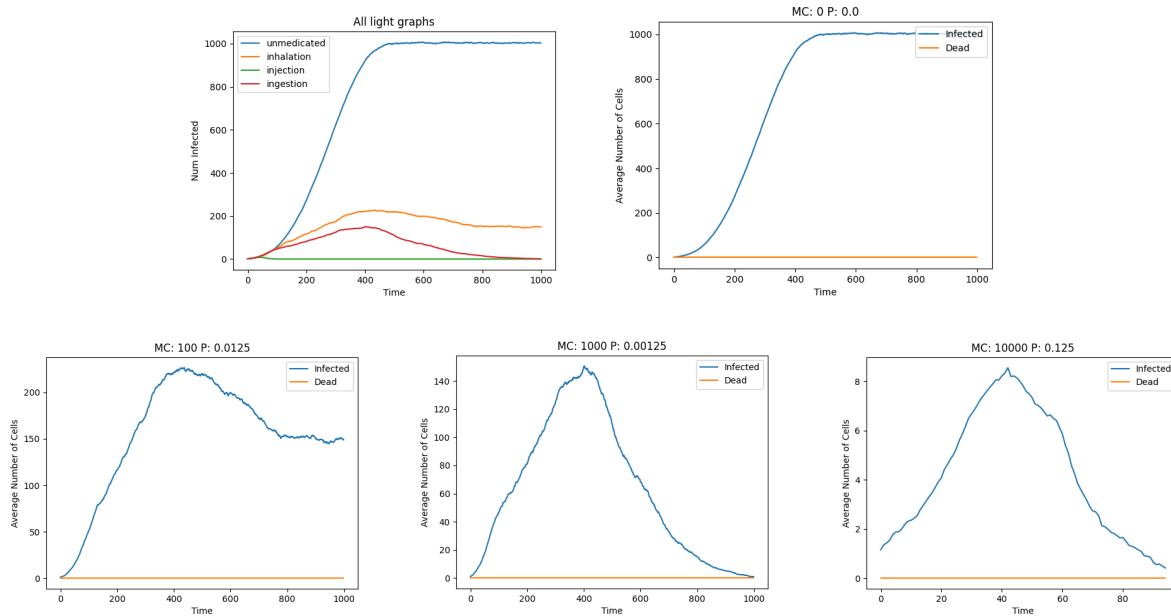 All light graphs
unmedicated
inhalation
injection
ingestion
Num Infected
1000
800
600
400
200
0
0 200 400 600 800 1000
Time
MC: 0 P: 0.0
Infected
Dead
Average Number of Cells
1000
800
600
400
200
0
0 200 400 600 800 1000
Time
MC: 100 P: 0.0125
Infected
Dead
Average Number of Cells
200
150
100
50
0
0 200 400 600 800 1000
Time
MC: 1000 P: 0.00125
Infected
Dead
Average Number of Cells
140
120
100
80
60
40
20
0
0 200 400 600 800 1000
Time
MC: 10000 P: 0.125
Infected
Dead
Average Number of Cells
8
6
4
2
0
0 20 40 60 80
Time